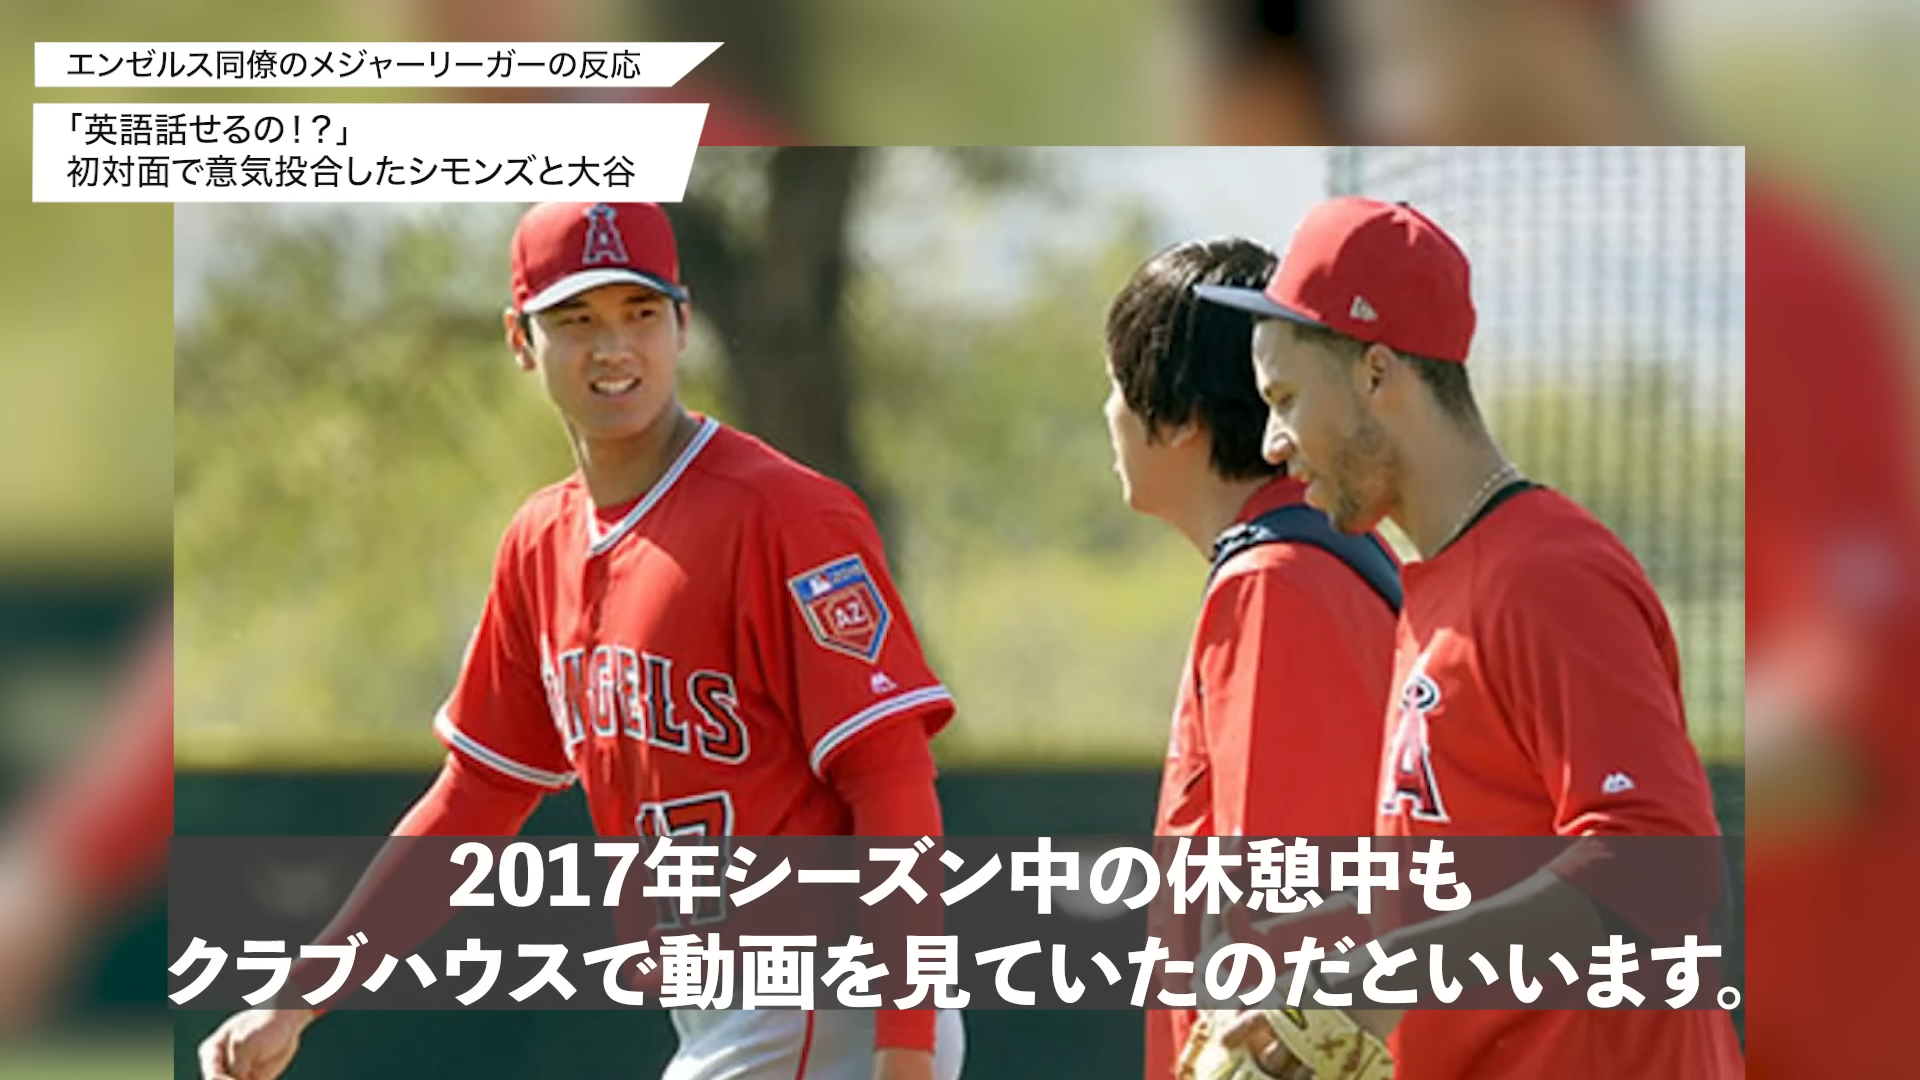 エンゼルス同僚のメジャーリーガーの反応
「英語話せるの！？」
初対面で意気投合したシモンズと大谷
A
2018
AZ
ANGELS
17
A
2017年シーズン中の休憩中も
クラブハウスで動画を見ていたのだといいます。